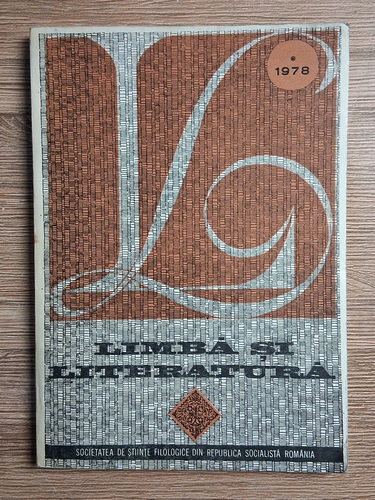 1978
LIMBĂ ȘI
LITERATURĂ
SOCIETATEA DE ȘTIINȚE FILOLOGICE DIN REPUBLICA SOCIALISTĂ ROMÂNIA